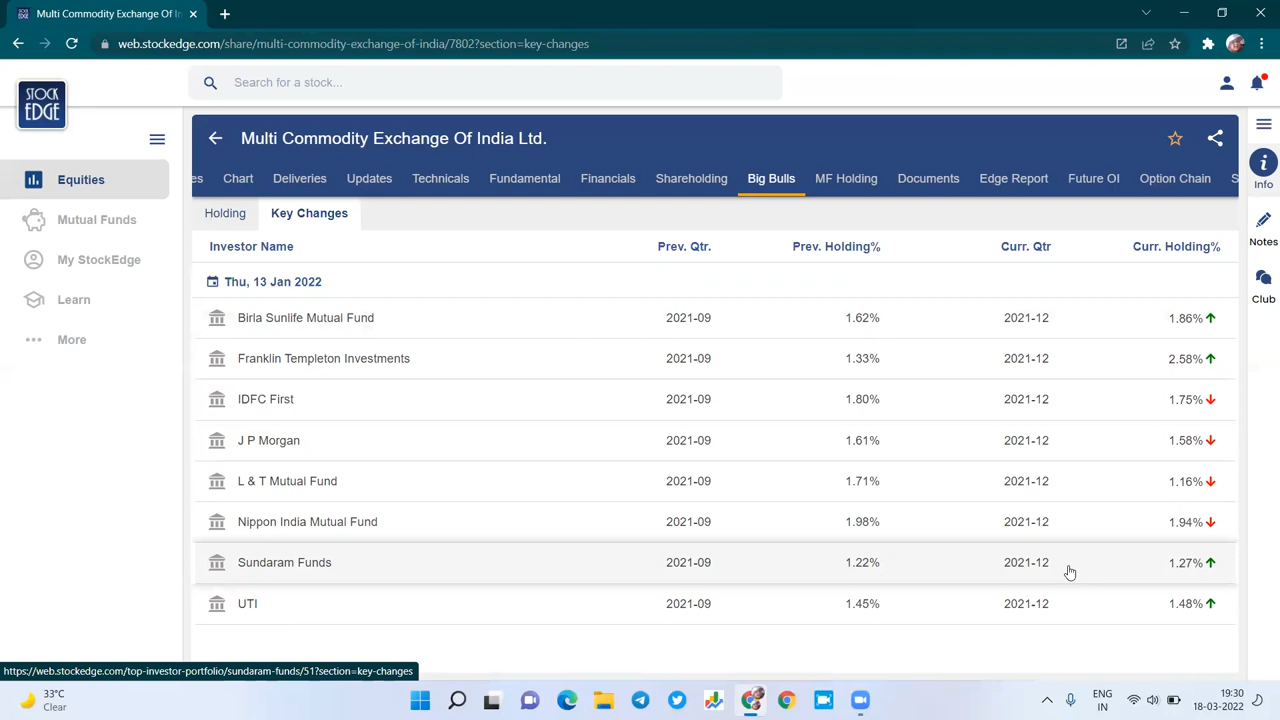 Multi Commodity Exchange Of In
web.stockedge.com/share/multi-commodity-exchange-of-india/7802?section=key-changes
STOCK
EDGE
Search for a stock...
Multi Commodity Exchange Of India Ltd.
es Chart Deliveries Updates Technicals Fundamental Financials Shareholding Big Bulls MF Holding Documents Edge Report Future OI Option Chain S
Holding Key Changes
Investor Name Prev. Qtr. Prev. Holding% Curr. Qtr Curr. Holding%
Thu, 13 Jan 2022
Birla Sunlife Mutual Fund 2021-09 1.62% 2021-12 1.86%
Franklin Templeton Investments 2021-09 1.33% 2021-12 2.58%
IDFC First 2021-09 1.80% 2021-12 1.75%
J P Morgan 2021-09 1.61% 2021-12 1.58%
L & T Mutual Fund 2021-09 1.71% 2021-12 1.16%
Nippon India Mutual Fund 2021-09 1.98% 2021-12 1.94%
Sundaram Funds 2021-09 1.22% 2021-12 1.27%
UTI 2021-09 1.45% 2021-12 1.48%
Equities
Mutual Funds
My StockEdge
Learn
More
Info
Notes
Club
https://web.stockedge.com/top-investor-portfolio/sundaram-funds/51?section=key-changes
33°C
Clear
ENG
IN
19:30
18-03-2022